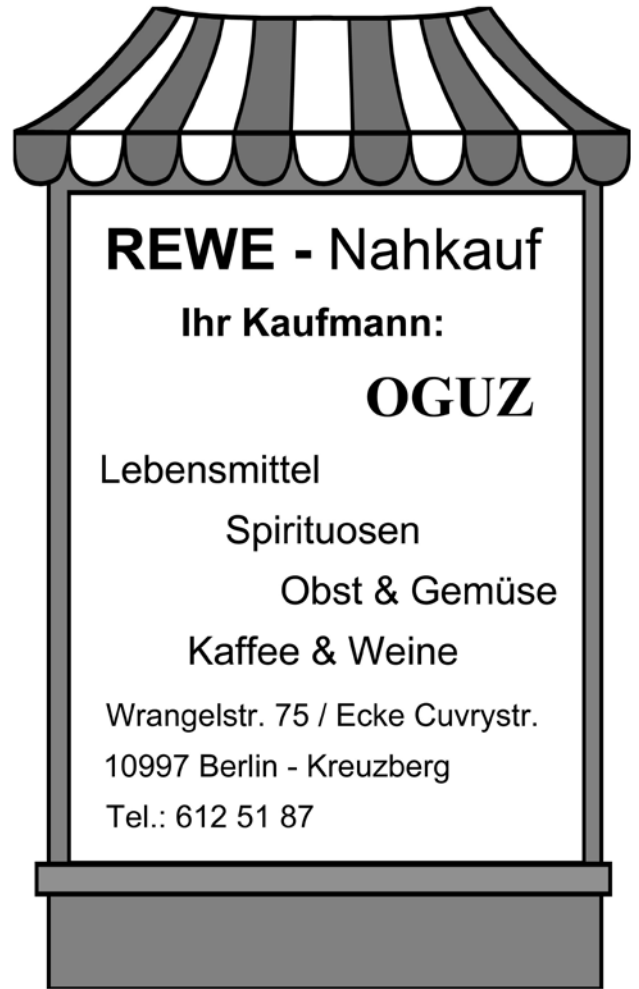 REWE - Nahkauf
Ihr Kaufmann:
OGUZ
Lebensmittel
Spirituosen
Obst & Gemüse
Kaffee & Weine
Wrangelstr. 75 / Ecke Cuvrystr.
10997 Berlin - Kreuzberg
Tel.: 612 51 87